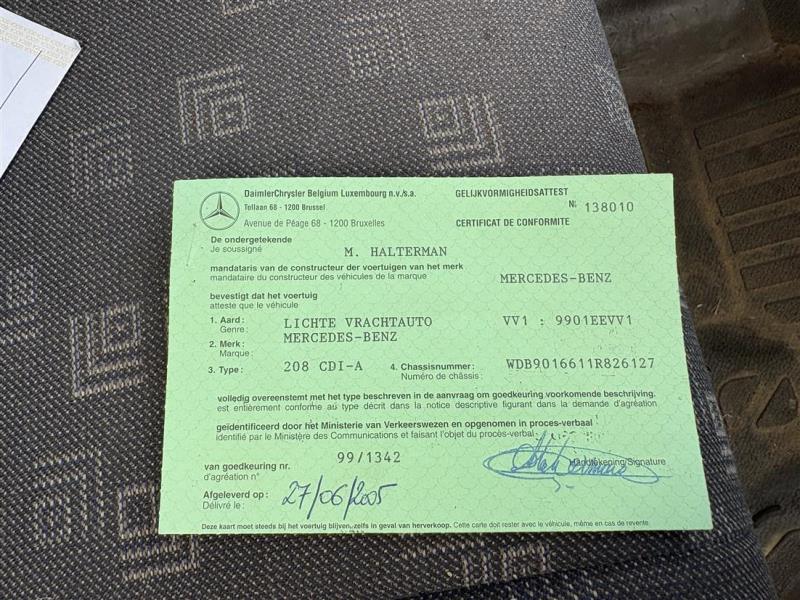 DaimlerChrysler Belgium Luxembourg n.v./s.a.
Tollaan 68 - 1200 Brussel
Avenue de Péage 68 - 1200 Bruxelles
GELIJKVORMIGHEIDSATTEST
N° 138010
CERTIFICAT DE CONFORMITE
De ondergetekende
Je soussigné
M. HALTERMAN
mandataris van de constructeur der voertuigen van het merk
mandataire du constructeur des véhicules de la marque
MERCEDES-BENZ
bevestigt dat het voertuig
atteste que le véhicule
1. Aard : LICHTE VRACHTAUTO VV1 : 9901EEVV1
Genre :
2. Merk : MERCEDES-BENZ
Marque :
3. Type : 208 CDI-A 4. Chassisnummer : WDB9016611R826127
Numéro de châssis :
volledig overeenstemt met het type beschreven in de aanvraag om goedkeuring voorkomende beschrijving.
est entièrement conforme au type décrit dans la notice descriptive figurant dans la demande d'agréation
geïdentificeerd door het Ministerie van Verkeerswezen en opgenomen in proces-verbaal
identifié par le Ministère des Communications et faisant l'objet du procès-verbal
van goedkeuring nr. 99/1342
d'agréation n°
Handtekening/Signature
Afgeleverd op : 27/06/2005
Délivré le :
Deze kaart moet steeds bij het voertuig blijven, zelfs in geval van herverkoop. Cette carte doit rester avec le véhicule, même en cas de revente